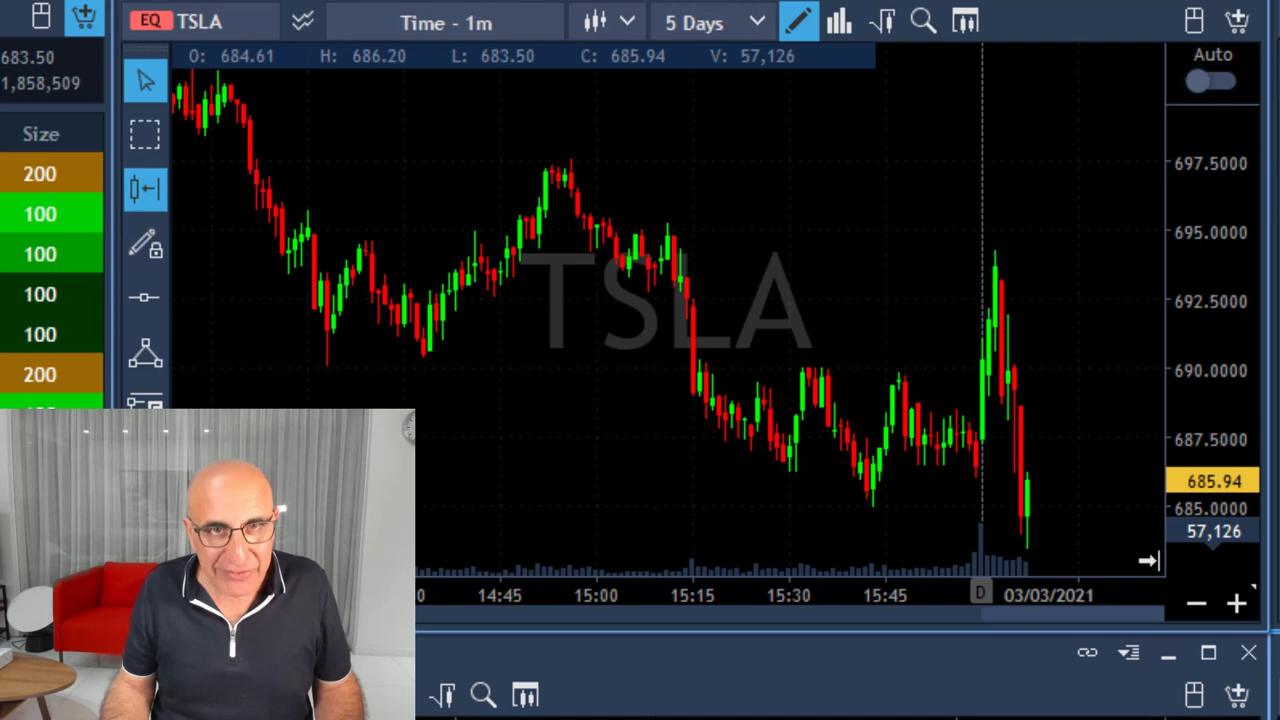 EQ TSLA Time - 1m 5 Days
683.50
1,858,509
O: 684.61 H: 686.20 L: 683.50 C: 685.94 V: 57,126
Auto
Size
200
100
100
100
100
200
TSLA
697.5000
695.0000
692.5000
690.0000
687.5000
685.94
685.0000
57,126
14:45 15:00 15:15 15:30 15:45 D 03/03/2021